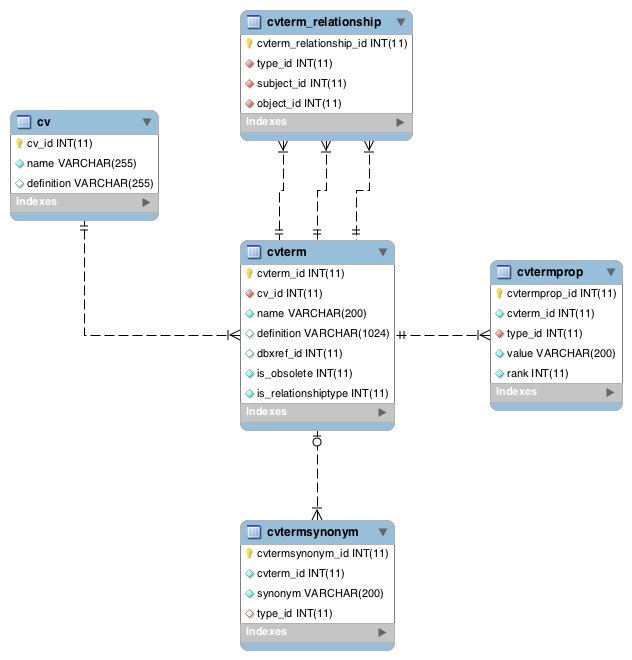 cvterm_relationship
cvterm_relationship_id INT(11)
type_id INT(11)
subject_id INT(11)
object_id INT(11)
Indexes
cv
cv_id INT(11)
name VARCHAR(255)
definition VARCHAR(255)
Indexes
cvterm
cvterm_id INT(11)
cv_id INT(11)
name VARCHAR(200)
definition VARCHAR(1024)
dbxref_id INT(11)
is_obsolete INT(11)
is_relationshiptype INT(11)
Indexes
cvtermprop
cvtermprop_id INT(11)
cvterm_id INT(11)
type_id INT(11)
value VARCHAR(200)
rank INT(11)
Indexes
cvtermsynonym
cvtermsynonym_id INT(11)
cvterm_id INT(11)
synonym VARCHAR(200)
type_id INT(11)
Indexes